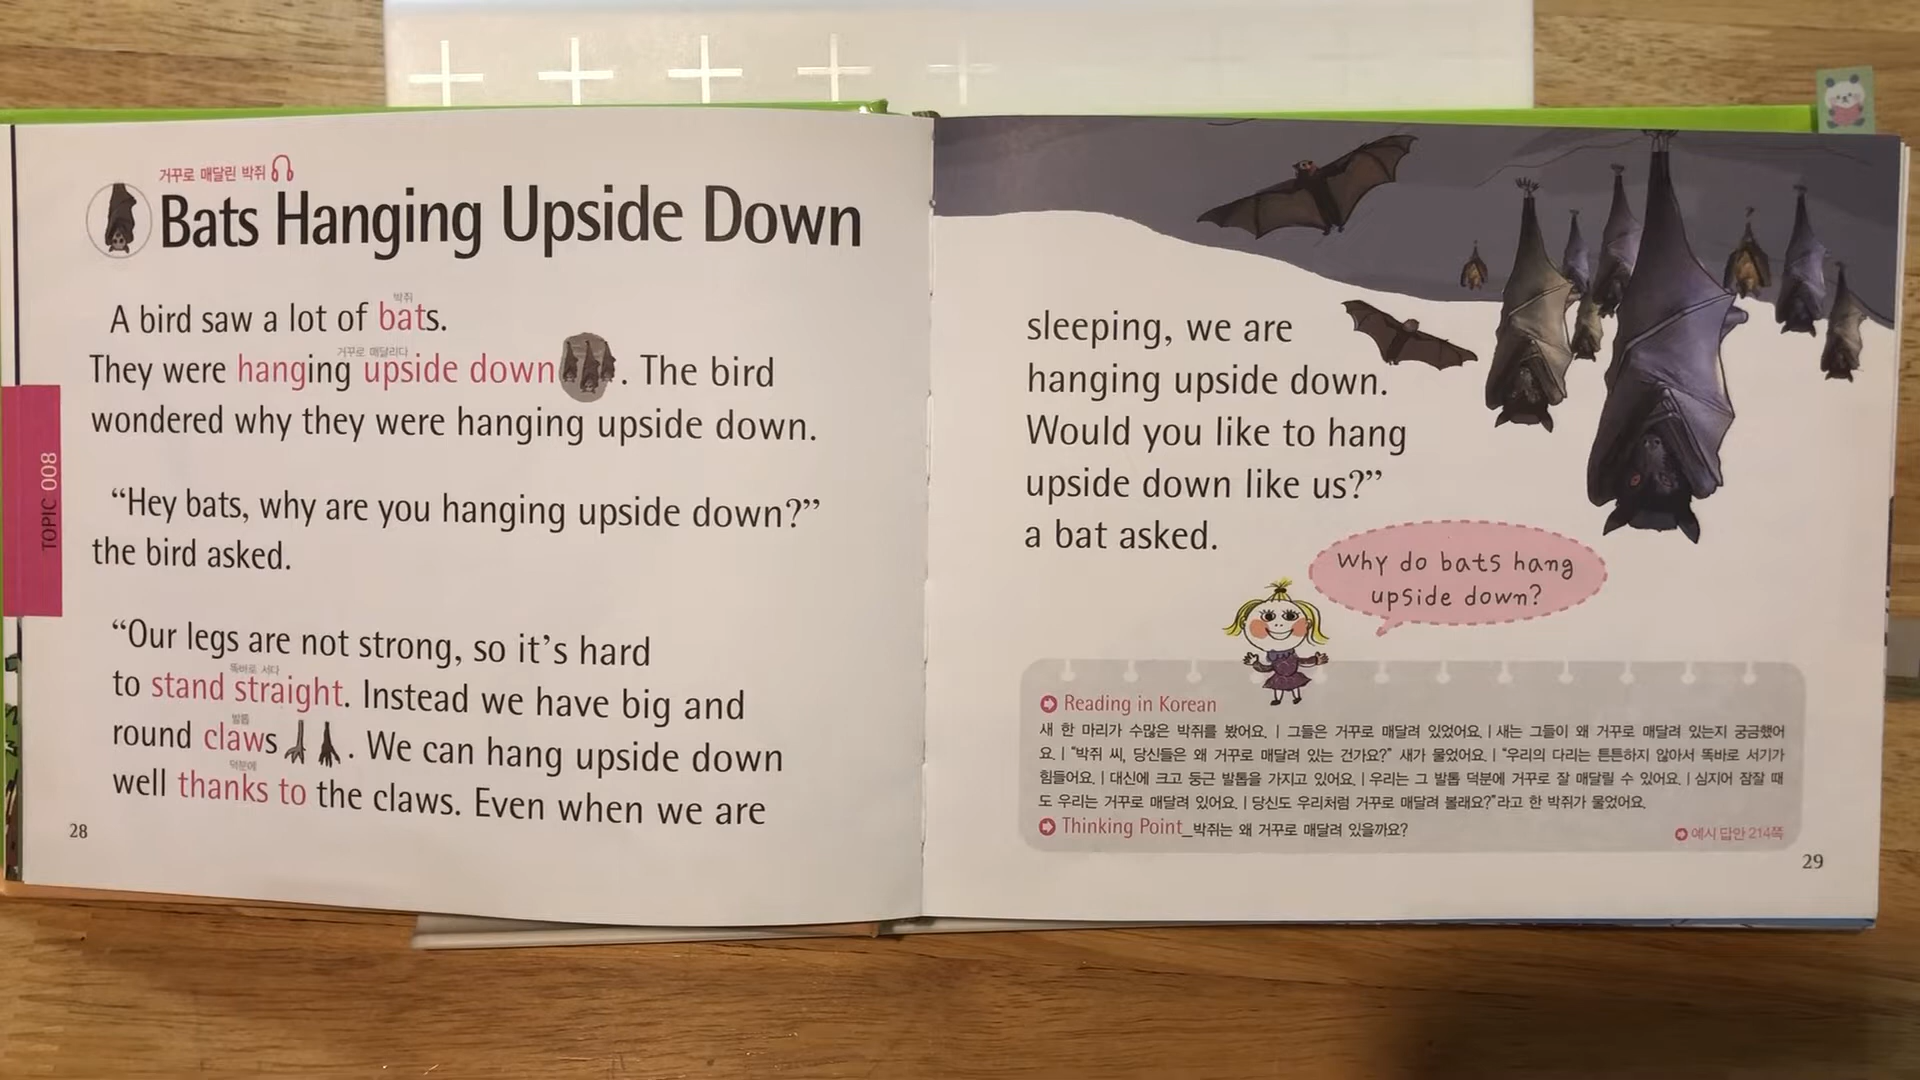 거꾸로 매달린 박쥐
Bats Hanging Upside Down
박쥐
A bird saw a lot of bats.
거꾸로 매달리다
They were hanging upside down. The bird
wondered why they were hanging upside down.
“Hey bats, why are you hanging upside down?”
the bird asked.
“Our legs are not strong, so it’s hard
똑바로 서다
to stand straight. Instead we have big and
발톱
round claws. We can hang upside down
덕분에
well thanks to the claws. Even when we are
28
TOPIC 008
sleeping, we are
hanging upside down.
Would you like to hang
upside down like us?”
a bat asked.
Why do bats hang
upside down?
Reading in Korean
새 한 마리가 수많은 박쥐를 봤어요. | 그들은 거꾸로 매달려 있었어요. | 새는 그들이 왜 거꾸로 매달려 있는지 궁금했어
요. | “박쥐 씨, 당신들은 왜 거꾸로 매달려 있는 건가요?” 새가 물었어요. | “우리의 다리는 튼튼하지 않아서 똑바로 서기가
힘들어요. | 대신에 크고 둥근 발톱을 가지고 있어요. | 우리는 그 발톱 덕분에 거꾸로 잘 매달릴 수 있어요. | 심지어 잠잘 때
도 우리는 거꾸로 매달려 있어요. | 당신도 우리처럼 거꾸로 매달려 볼래요?”라고 한 박쥐가 물었어요.
Thinking Point_박쥐는 왜 거꾸로 매달려 있을까요?
예시 답안 214쪽
29